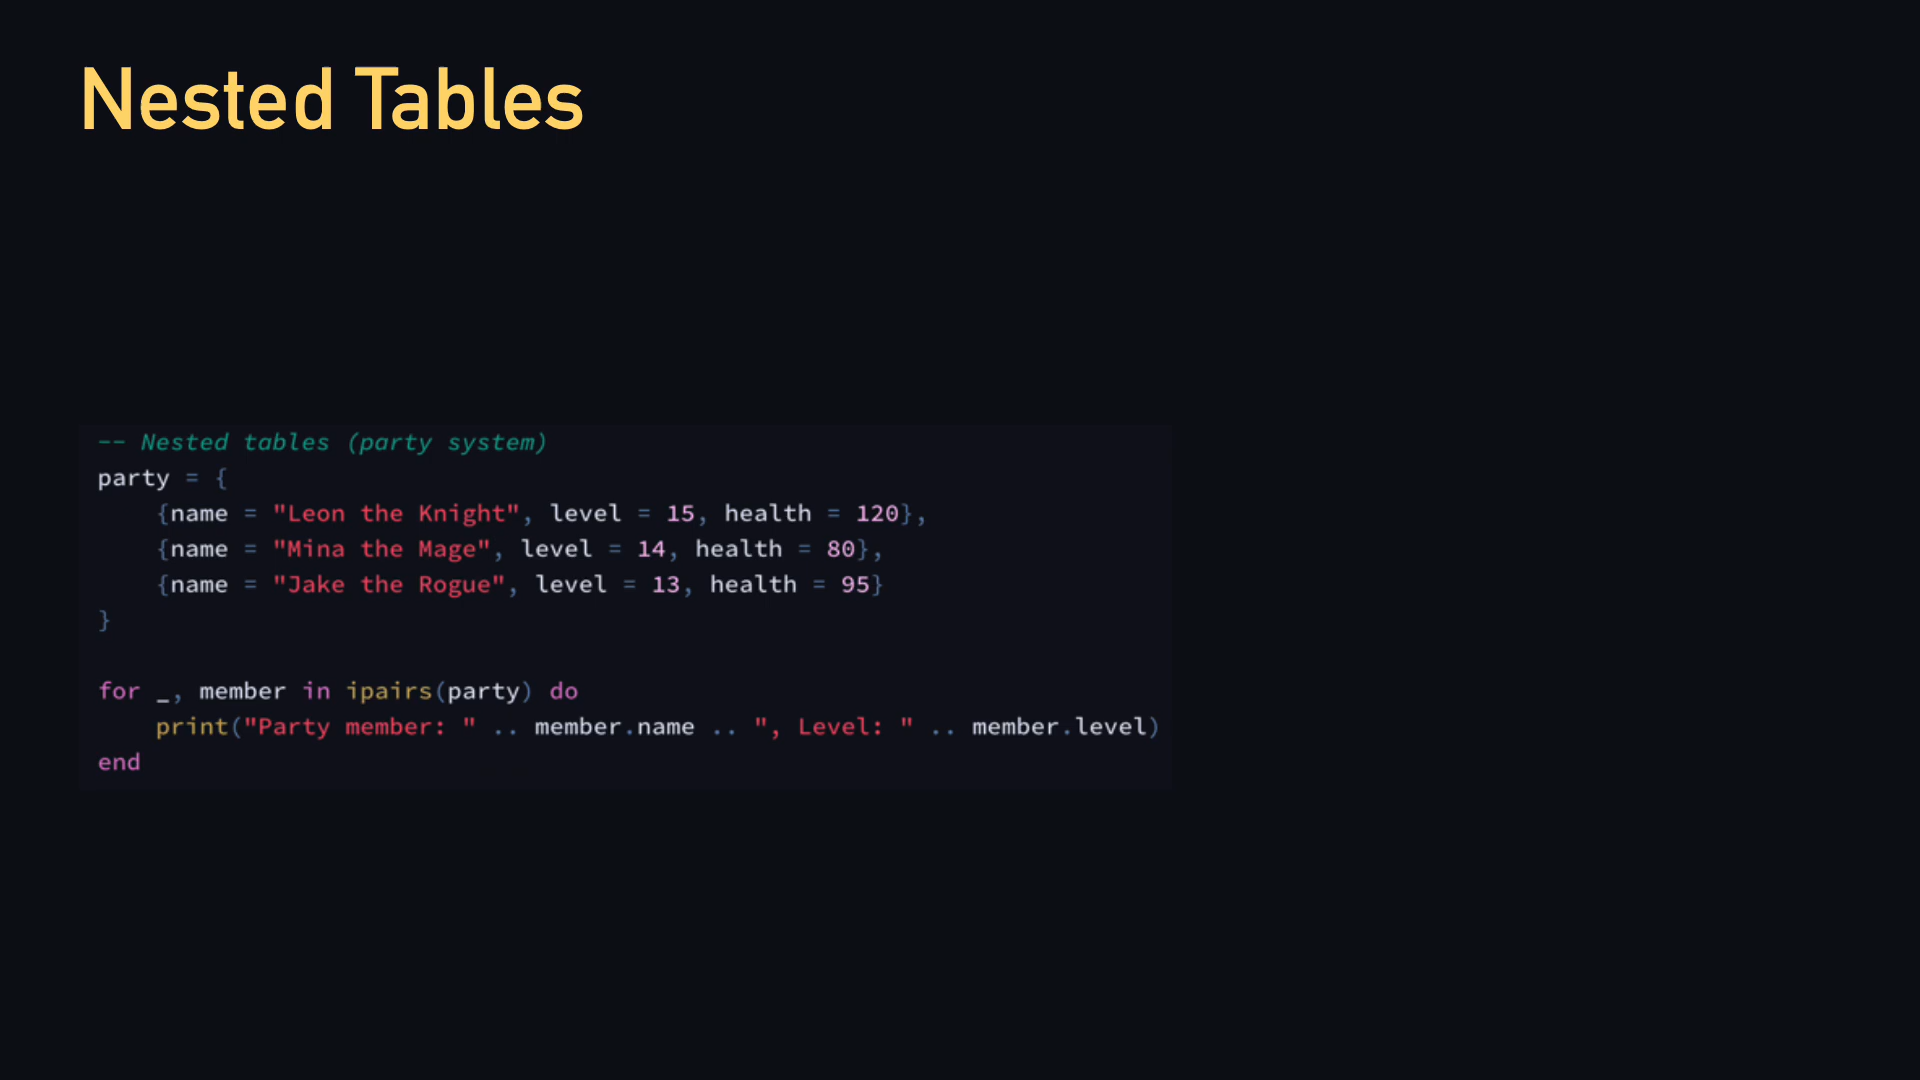 Nested Tables
-- Nested tables (party system)
party = {
    {name = "Leon the Knight", level = 15, health = 120},
    {name = "Mina the Mage", level = 14, health = 80},
    {name = "Jake the Rogue", level = 13, health = 95}
}
for _, member in ipairs(party) do
    print("Party member: " .. member.name .. ", Level: " .. member.level)
end